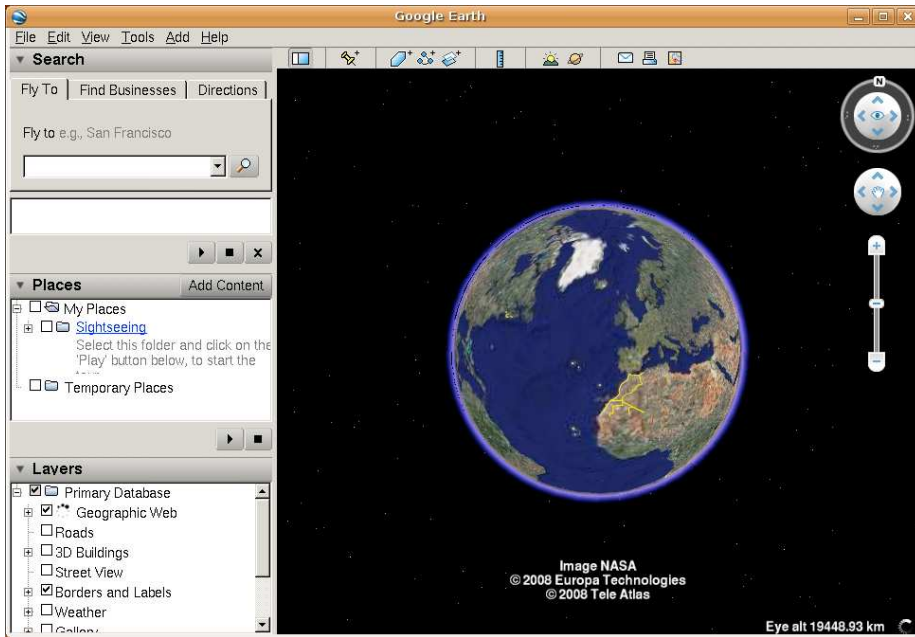 Google Earth
File Edit View Tools Add Help
Search
Fly To Find Businesses Directions
Fly to e.g., San Francisco
Places Add Content
My Places
Sightseeing
Select this folder and click on the
'Play' button below, to start the
Temporary Places
Layers
Primary Database
Geographic Web
Roads
3D Buildings
Street View
Borders and Labels
Weather
Gallery
N
Image NASA
© 2008 Europa Technologies
© 2008 Tele Atlas
Eye alt 19448.93 km